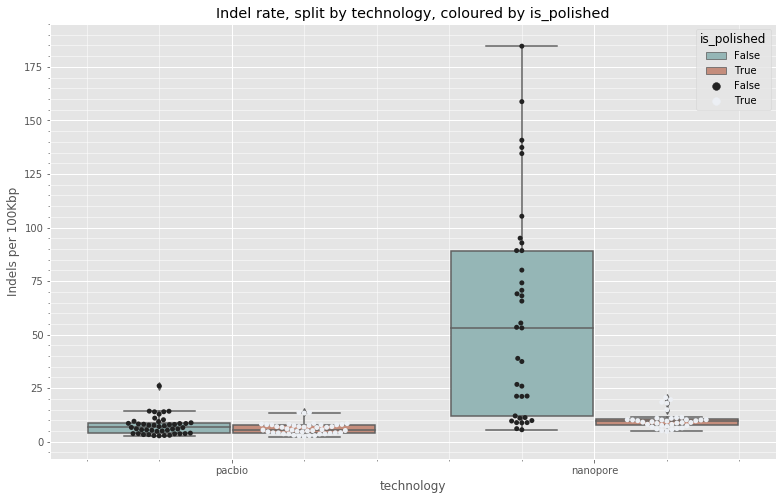 Indel rate, split by technology, coloured by is_polished
is_polished
False
True
False
True
Indels per 100Kbp
175
150
125
100
75
50
25
0
pacbio
nanopore
technology